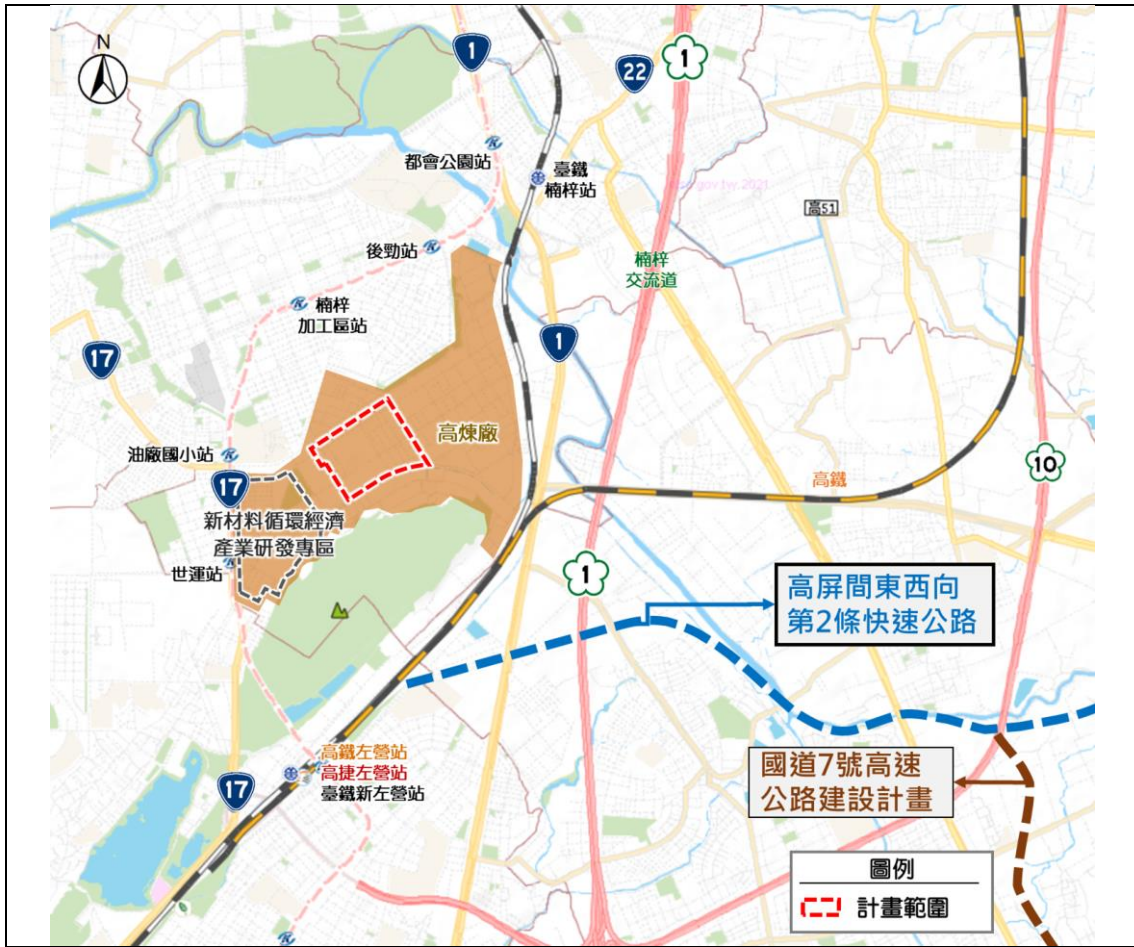 N
1
22
1
都會公園站
臺鐵
楠梓站
gov.tw.2021
高51
後勁站
楠梓
交流道
楠梓
加工區站
17
1
高煉廠
油廠國小站
17
高鐵
10
新材料循環經濟
產業研發專區
世運站
1
高屏間東西向
第2條快速公路
高鐵左營站
高捷左營站
臺鐵新左營站
17
國道7號高速
公路建設計畫
圖例
計畫範圍